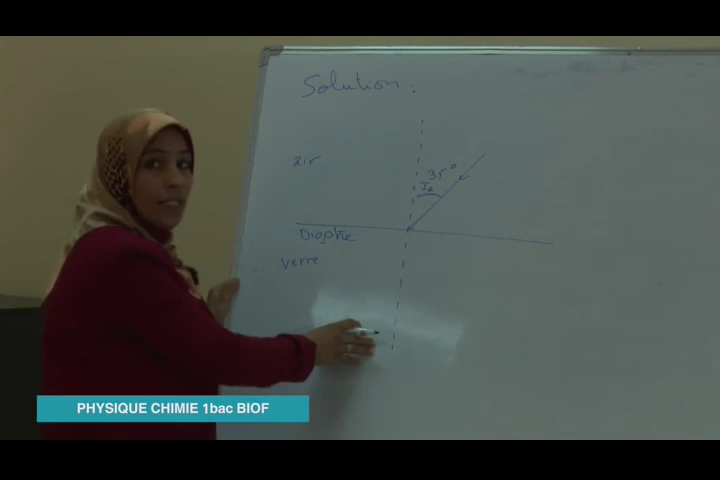 Solution :
air
35°
I₁
Dioptre
verre
PHYSIQUE CHIMIE 1bac BIOF